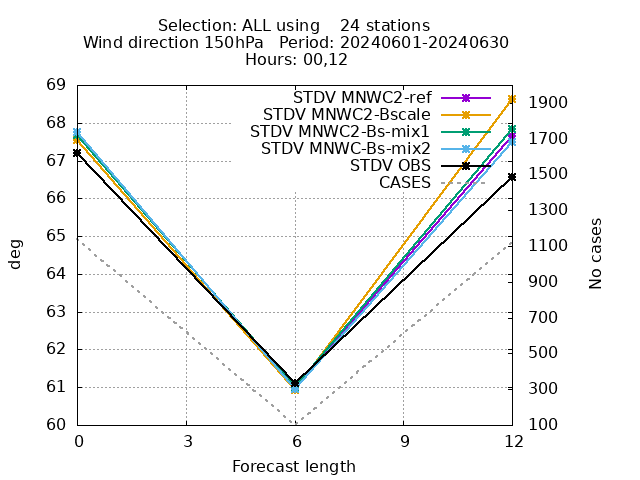 Selection: ALL using    24 stations
Wind direction 150hPa   Period: 20240601-20240630
Hours: 00,12
STDV MNWC2-ref
STDV MNWC2-Bscale
STDV MNWC2-Bs-mix1
STDV MNWC-Bs-mix2
STDV OBS
CASES
69
68
67
66
65
64
63
62
61
60
deg
1900
1700
1500
1300
1100
900
700
500
300
100
No cases
0 3 6 9 12
Forecast length